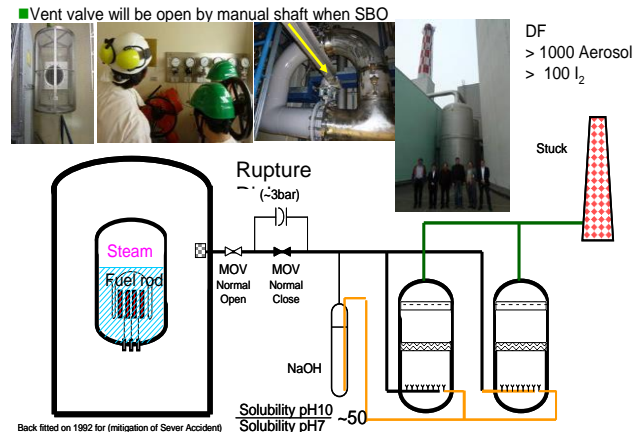 Vent valve will be open by manual shaft when SBO
DF
> 1000 Aerosol
> 100 I₂
Stuck
Rupture
(~3bar)
Steam
Fuel rod
MOV
Normal
Open
MOV
Normal
Close
NaOH
Solubility pH10
Solubility pH7
~50
Back fitted on 1992 for (mitigation of Sever Accident)